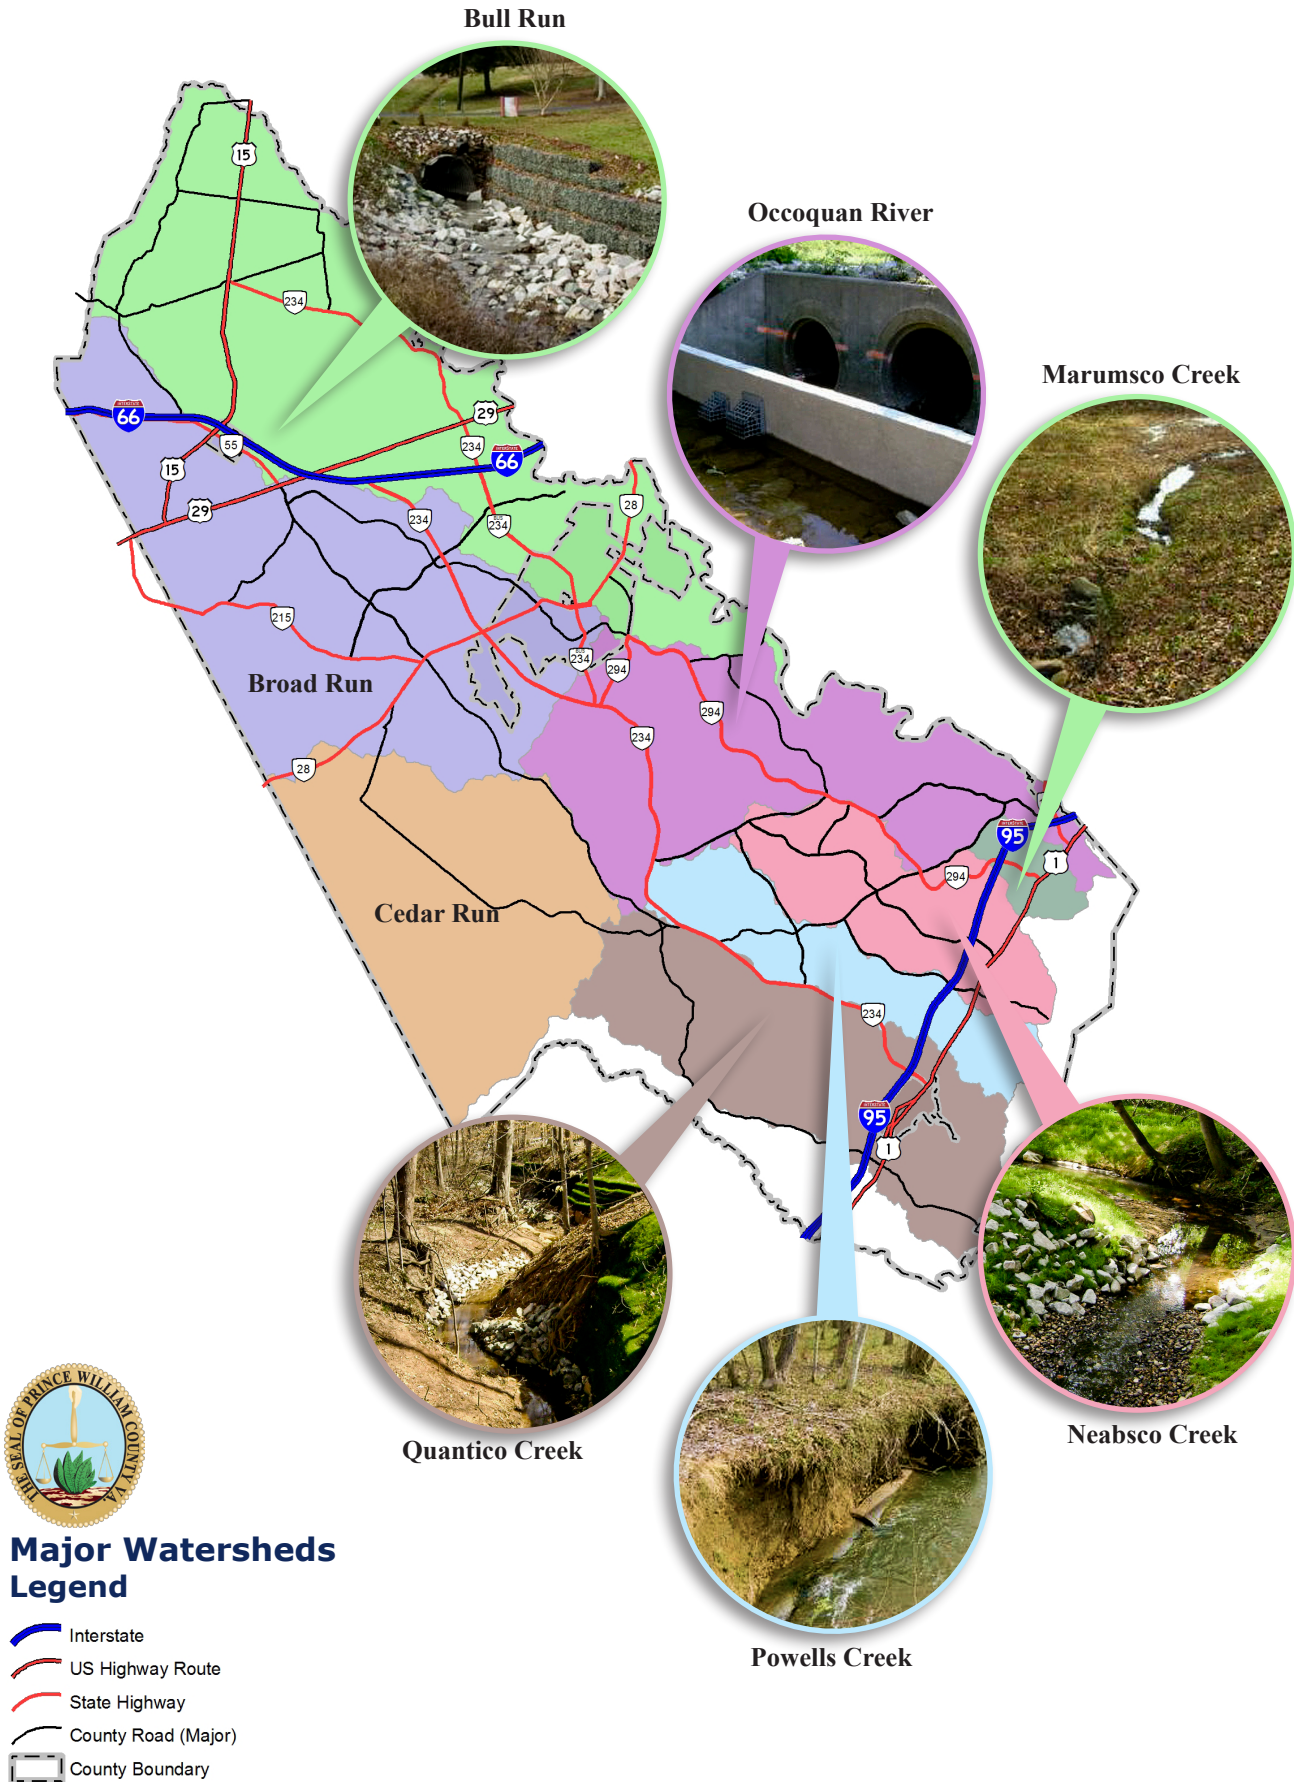 Bull Run
Occoquan River
Marumsco Creek
15
234
66
55
29
234
66
15
29
234
BUS
234
28
215
BUS
234
294
Broad Run
294
234
28
95
1
294
Cedar Run
234
95
1
Quantico Creek
Neabsco Creek
Powells Creek
THE SEAL OF PRINCE WILLIAM COUNTY VA.
Major Watersheds
Legend
Interstate
US Highway Route
State Highway
County Road (Major)
County Boundary